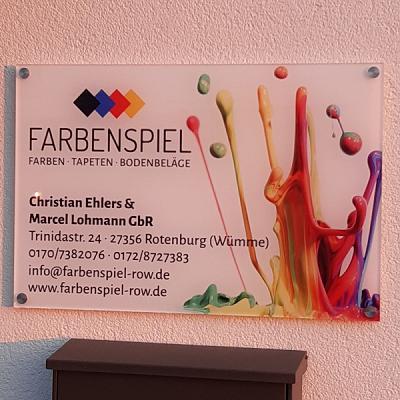 FARBENSPIEL
FARBEN · TAPETEN · BODENBELÄGE
Christian Ehlers &
Marcel Lohmann GbR
Trinidastr. 24 · 27356 Rotenburg (Wümme)
0170/7382076 · 0172/8727383
info@farbenspiel-row.de
www.farbenspiel-row.de